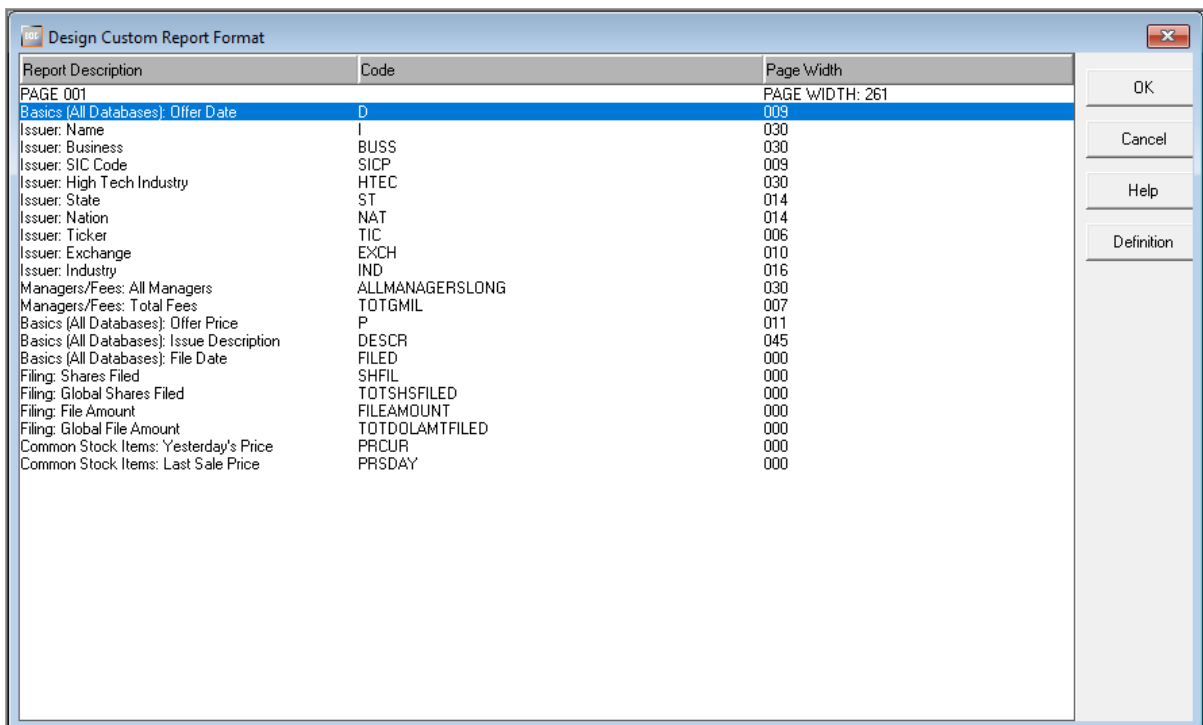 SDC Design Custom Report Format
Report Description Code Page Width
PAGE 001 PAGE WIDTH: 261
Basics (All Databases): Offer Date D 009
Issuer: Name I 030
Issuer: Business BUSS 030
Issuer: SIC Code SICP 009
Issuer: High Tech Industry HTEC 030
Issuer: State ST 014
Issuer: Nation NAT 014
Issuer: Ticker TIC 006
Issuer: Exchange EXCH 010
Issuer: Industry IND 016
Managers/Fees: All Managers ALLMANAGERSLONG 030
Managers/Fees: Total Fees TOTGMIL 007
Basics (All Databases): Offer Price P 011
Basics (All Databases): Issue Description DESCR 045
Basics (All Databases): File Date FILED 000
Filing: Shares Filed SHFIL 000
Filing: Global Shares Filed TOTSHSFILED 000
Filing: File Amount FILEAMOUNT 000
Filing: Global File Amount TOTDOLAMTFILED 000
Common Stock Items: Yesterday's Price PRCUR 000
Common Stock Items: Last Sale Price PRSDAY 000
OK
Cancel
Help
Definition